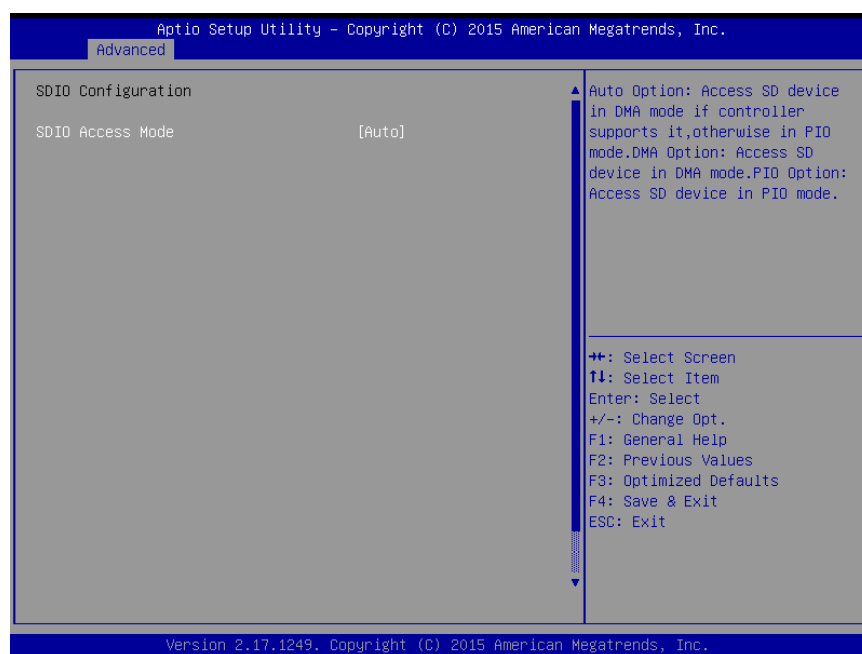 Aptio Setup Utility – Copyright (C) 2015 American Megatrends, Inc.
Advanced
SDIO Configuration
SDIO Access Mode [Auto]
Auto Option: Access SD device
in DMA mode if controller
supports it,otherwise in PIO
mode.DMA Option: Access SD
device in DMA mode.PIO Option:
Access SD device in PIO mode.
→←: Select Screen
↑↓: Select Item
Enter: Select
+/-: Change Opt.
F1: General Help
F2: Previous Values
F3: Optimized Defaults
F4: Save & Exit
ESC: Exit
Version 2.17.1249. Copyright (C) 2015 American Megatrends, Inc.